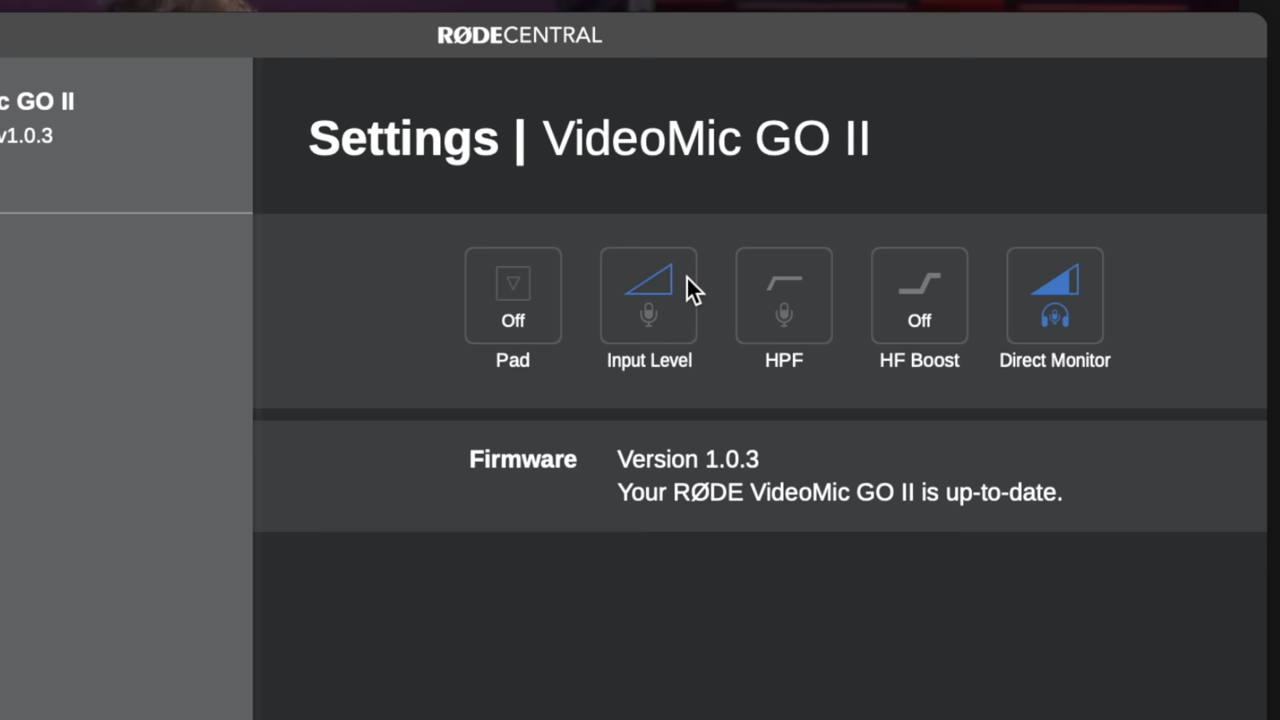 RØDECENTRAL
c GO II
v1.0.3
Settings | VideoMic GO II
Off
Off
Pad
Input Level
HPF
HF Boost
Direct Monitor
Firmware
Version 1.0.3
Your RØDE VideoMic GO II is up-to-date.